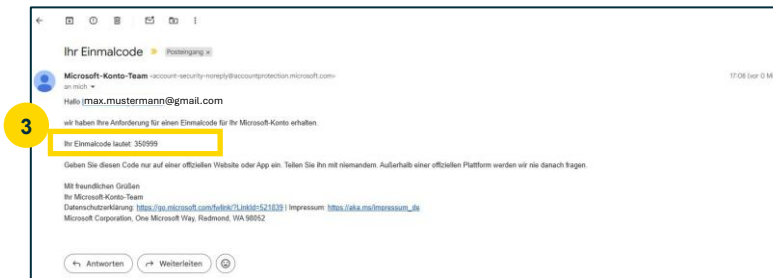 Ihr Einmalcode
Posteingang x
Microsoft-Konto-Team <account-security-noreply@accountprotection.microsoft.com>
17:08 (vor 0 Mi
an mich
Hallo max.mustermann@gmail.com
wir haben Ihre Anforderung für einen Einmalcode für Ihr Microsoft-Konto erhalten.
3
Ihr Einmalcode lautet: 350999
Geben Sie diesen Code nur auf einer offiziellen Website oder App ein. Teilen Sie ihn mit niemandem. Außerhalb einer offiziellen Plattform werden wir nie danach fragen.
Mit freundlichen Grüßen
Ihr Microsoft-Konto-Team
Datenschutzerklärung: https://go.microsoft.com/fwlink/?LinkId=521839 | Impressum: https://aka.ms/impressum_de
Microsoft Corporation, One Microsoft Way, Redmond, WA 98052
Antworten
Weiterleiten